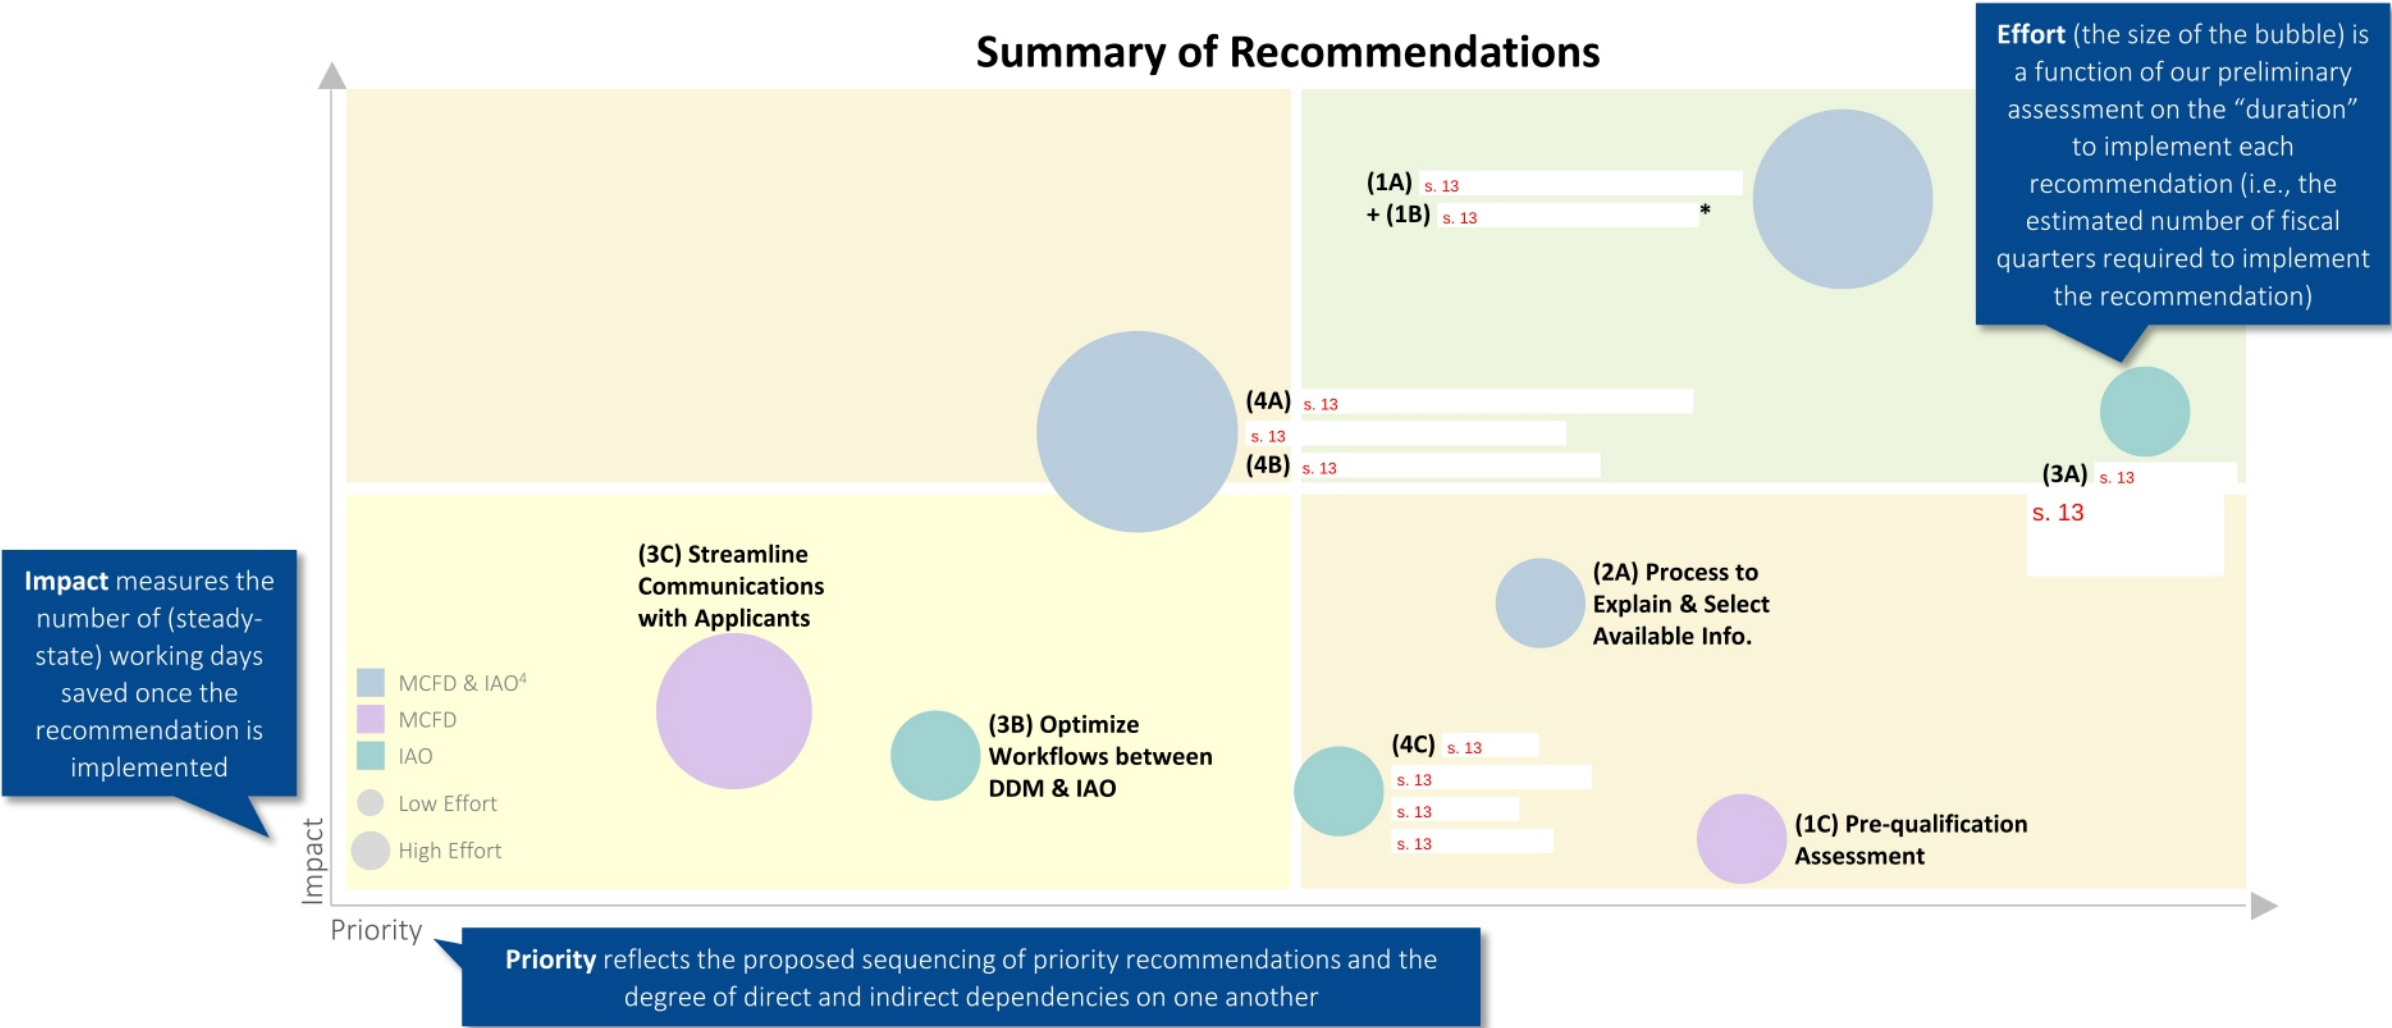 Summary of Recommendations
Effort (the size of the bubble) is
a function of our preliminary
assessment on the “duration”
to implement each
recommendation (i.e., the
estimated number of fiscal
quarters required to implement
the recommendation)
(1A) s. 13
+ (1B) s. 13 *
(4A) s. 13
s. 13
(4B) s. 13
(3A) s. 13
s. 13
(3C) Streamline
Communications
with Applicants
(2A) Process to
Explain & Select
Available Info.
Impact measures the
number of (steady-
state) working days
saved once the
recommendation is
implemented
MCFD & IAO⁴
MCFD
IAO
Low Effort
High Effort
(3B) Optimize
Workflows between
DDM & IAO
(4C) s. 13
s. 13
s. 13
s. 13
(1C) Pre-qualification
Assessment
Impact
Priority
Priority reflects the proposed sequencing of priority recommendations and the
degree of direct and indirect dependencies on one another